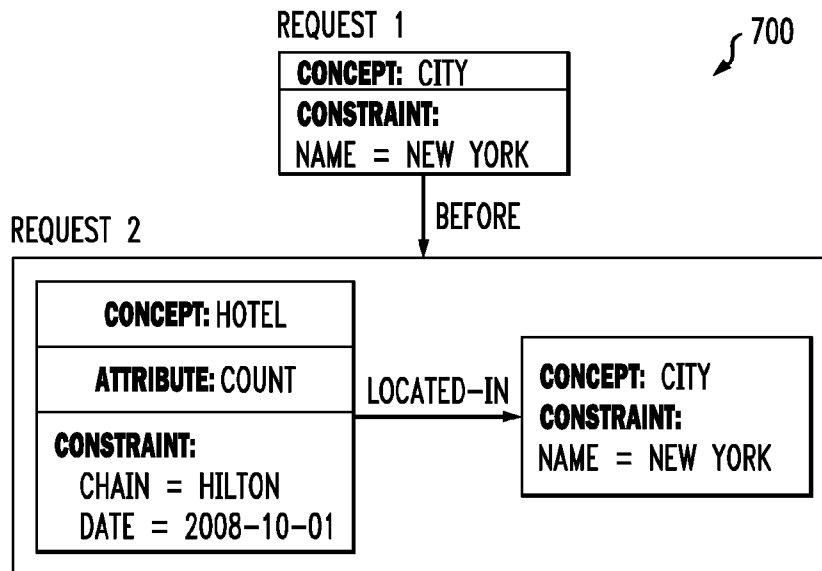 REQUEST 1
700
CONCEPT: CITY
CONSTRAINT:
NAME = NEW YORK
BEFORE
REQUEST 2
CONCEPT: HOTEL
ATTRIBUTE: COUNT
CONSTRAINT:
CHAIN = HILTON
DATE = 2008-10-01
LOCATED-IN
CONCEPT: CITY
CONSTRAINT:
NAME = NEW YORK